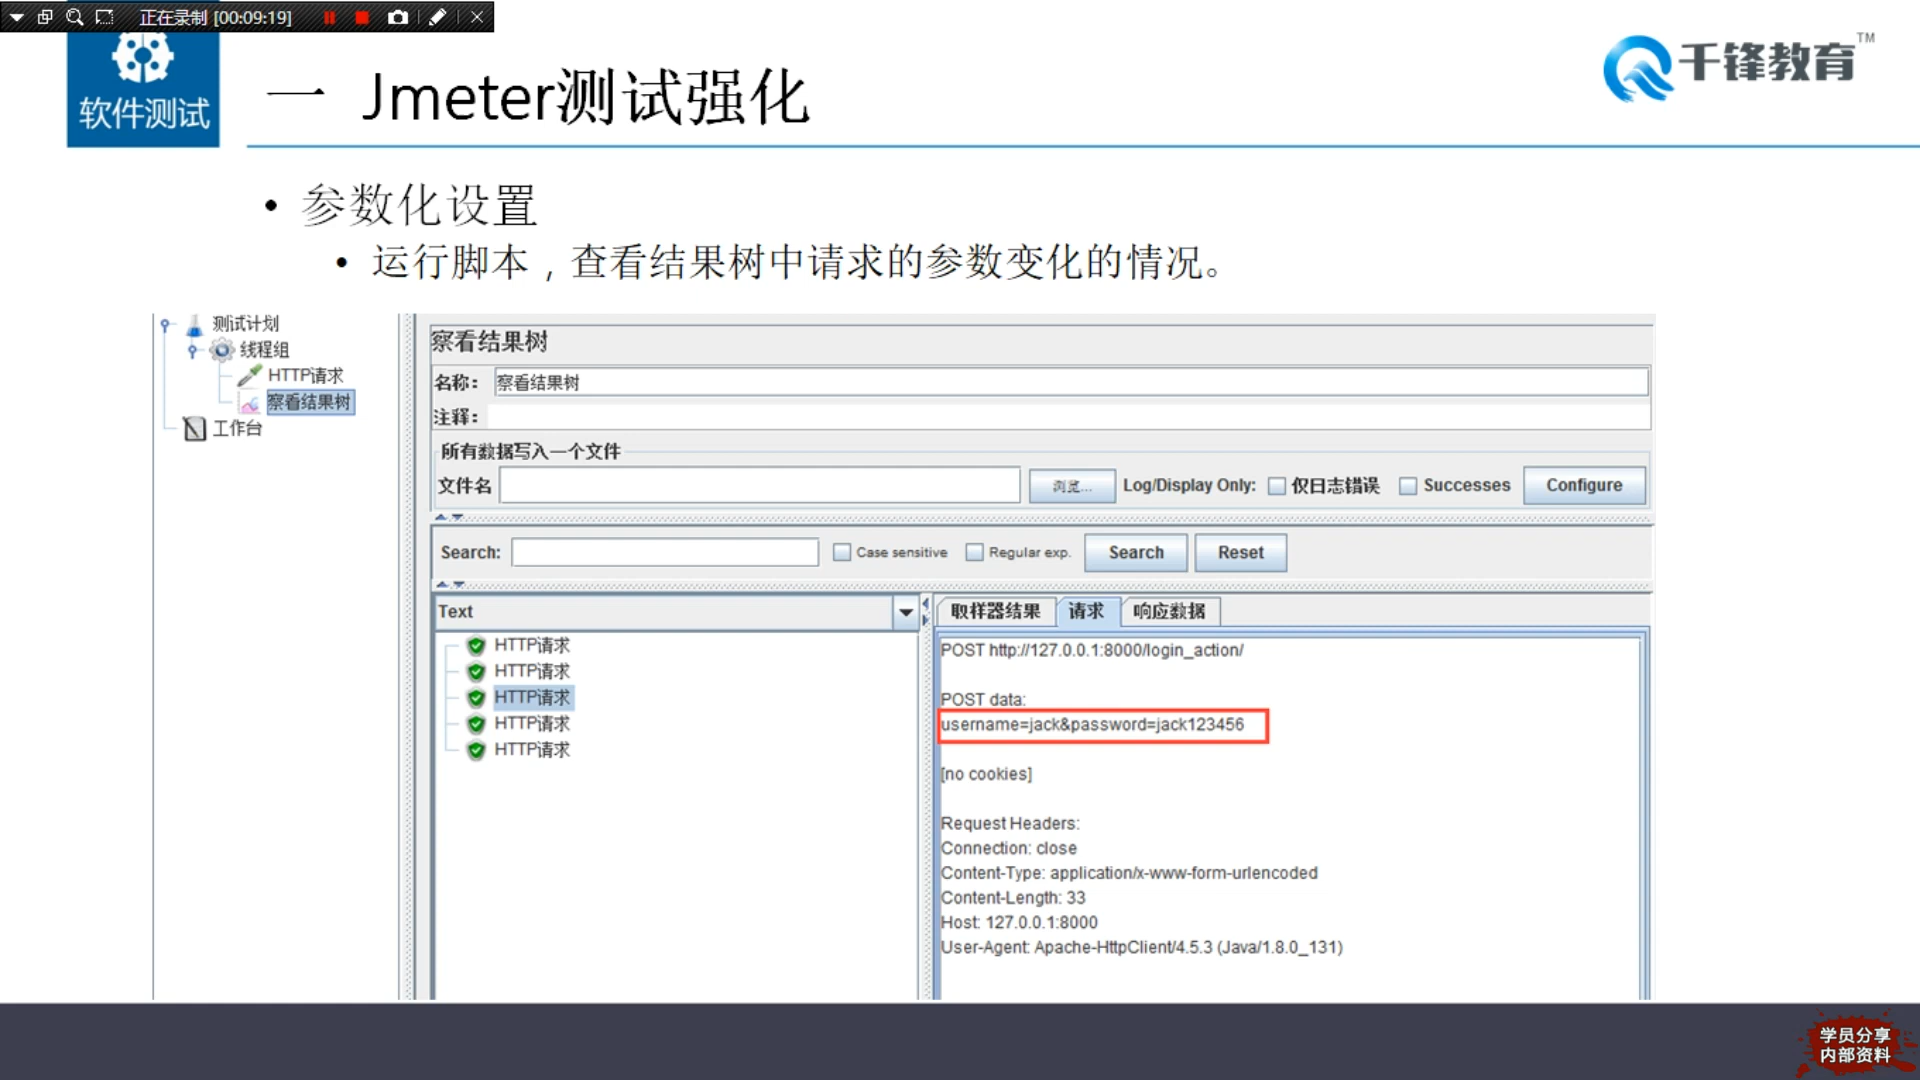 正在录制 [00:09:19]
软件测试
一 Jmeter测试强化
千锋教育™
• 参数化设置
• 运行脚本，查看结果树中请求的参数变化的情况。
测试计划
线程组
HTTP请求
察看结果树
工作台
察看结果树
名称： 察看结果树
注释：
所有数据写入一个文件
文件名 浏览... Log/Display Only: 仅日志错误 Successes Configure
Search: Case sensitive Regular exp. Search Reset
Text
HTTP请求
HTTP请求
HTTP请求
HTTP请求
HTTP请求
取样器结果 请求 响应数据
POST http://127.0.0.1:8000/login_action/
POST data:
username=jack&password=jack123456
[no cookies]
Request Headers:
Connection: close
Content-Type: application/x-www-form-urlencoded
Content-Length: 33
Host: 127.0.0.1:8000
User-Agent: Apache-HttpClient/4.5.3 (Java/1.8.0_131)
学员分享
内部资料